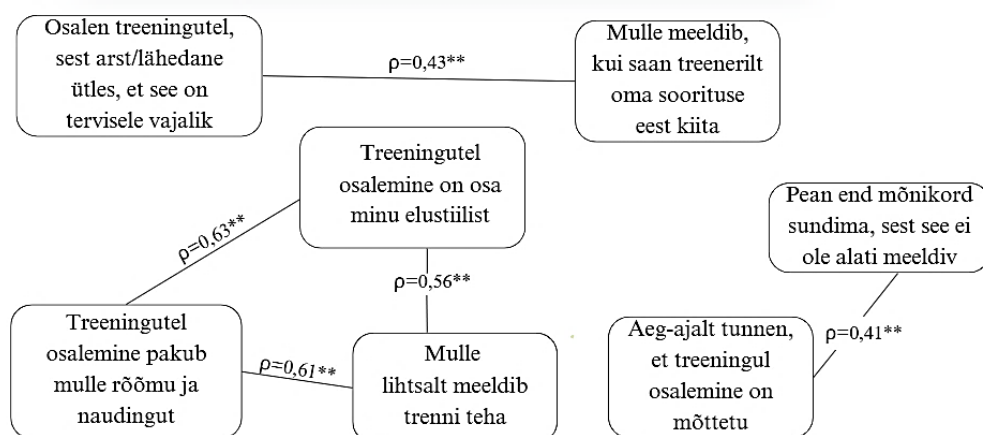 Osalen treeningutel,
sest arst/lähedane
ütles, et see on
tervisele vajalik
ρ=0,43**
Mulle meeldib,
kui saan treenerilt
oma soorituse
eest kiita
Treeningutel
osalemine on osa
minu elustiilist
ρ=0,63**
ρ=0,56**
Treeningutel
osalemine pakub
mulle rõõmu ja
naudingut
ρ=0,61**
Mulle
lihtsalt meeldib
trenni teha
Pean end mõnikord
sundima, sest see ei
ole alati meeldiv
ρ=0,41**
Aeg-ajalt tunnen,
et treeningul
osalemine on
mõttetu